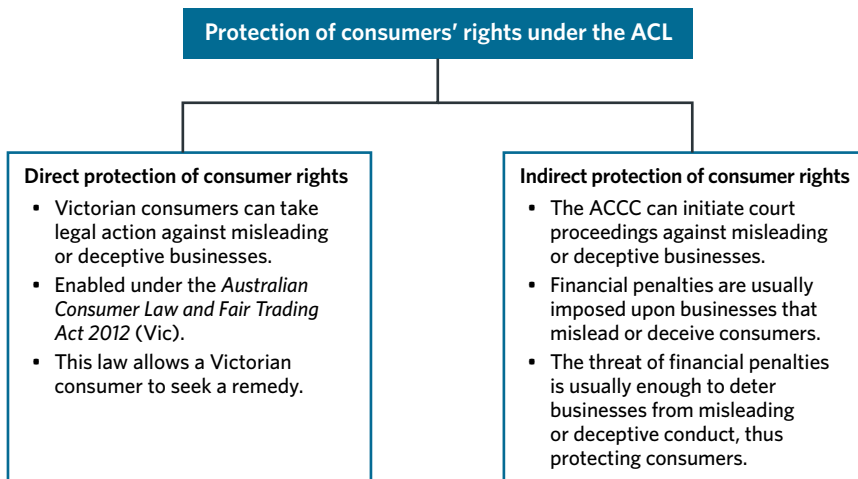 Protection of consumers’ rights under the ACL
Direct protection of consumer rights
• Victorian consumers can take
legal action against misleading
or deceptive businesses.
• Enabled under the Australian
Consumer Law and Fair Trading
Act 2012 (Vic).
• This law allows a Victorian
consumer to seek a remedy.
Indirect protection of consumer rights
• The ACCC can initiate court
proceedings against misleading
or deceptive businesses.
• Financial penalties are usually
imposed upon businesses that
mislead or deceive consumers.
• The threat of financial penalties
is usually enough to deter
businesses from misleading
or deceptive conduct, thus
protecting consumers.